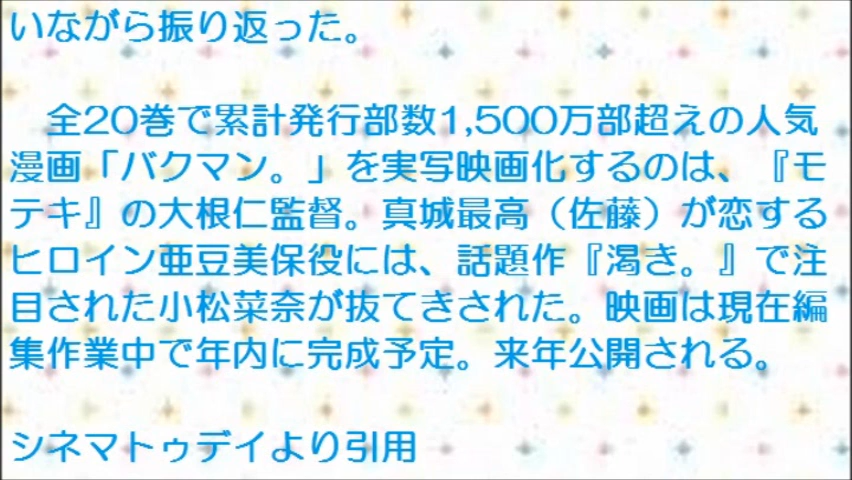 いながら振り返った。
　全20巻で累計発行部数1,500万部超えの人気
漫画「バクマン。」を実写映画化するのは、『モ
テキ』の大根仁監督。真城最高（佐藤）が恋する
ヒロイン亜豆美保役には、話題作『渇き。』で注
目された小松菜奈が抜てきされた。映画は現在編
集作業中で年内に完成予定。来年公開される。
シネマトゥデイより引用